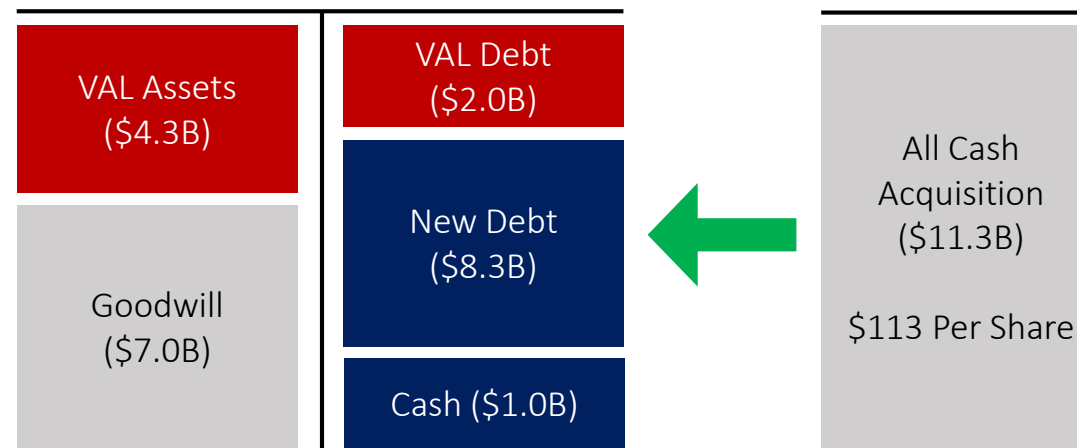 VAL Assets
($4.3B)
Goodwill
($7.0B)
VAL Debt
($2.0B)
New Debt
($8.3B)
Cash ($1.0B)
All Cash
Acquisition
($11.3B)
$113 Per Share